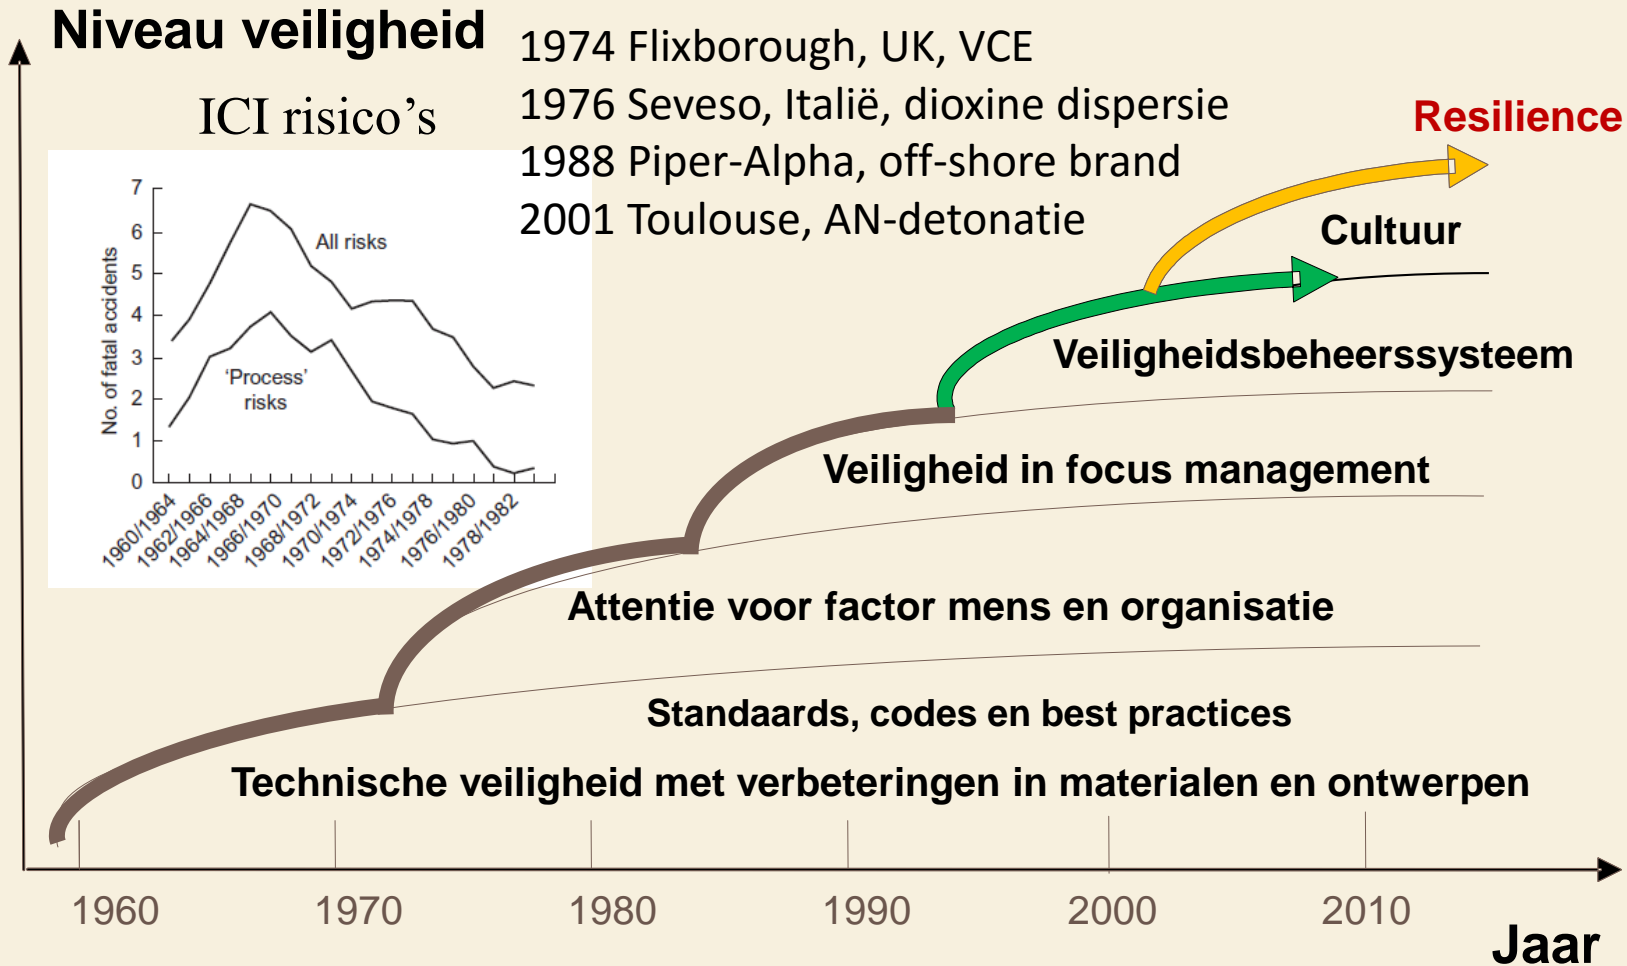 Niveau veiligheid
1974 Flixborough, UK, VCE
1976 Seveso, Italië, dioxine dispersie
1988 Piper-Alpha, off-shore brand
2001 Toulouse, AN-detonatie
ICI risico’s
No. of fatal accidents
7
6
5
4
3
2
1
0
All risks
‘Process’
risks
1960/1964
1962/1966
1964/1968
1966/1970
1968/1972
1970/1974
1972/1976
1974/1978
1976/1980
1978/1982
Resilience
Cultuur
Veiligheidsbeheerssysteem
Veiligheid in focus management
Attentie voor factor mens en organisatie
Standaards, codes en best practices
Technische veiligheid met verbeteringen in materialen en ontwerpen
1960
1970
1980
1990
2000
2010
Jaar